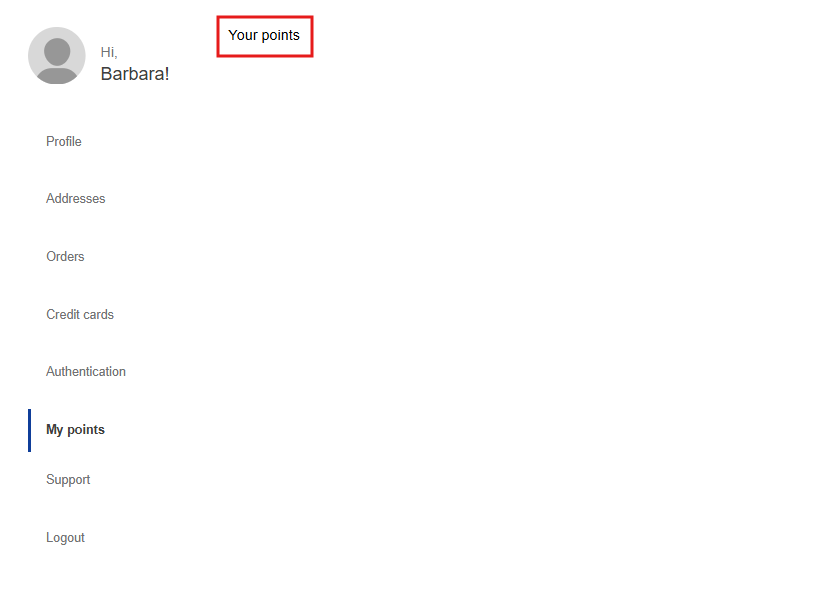 Your points
Hi,
Barbara!
Profile
Addresses
Orders
Credit cards
Authentication
My points
Support
Logout